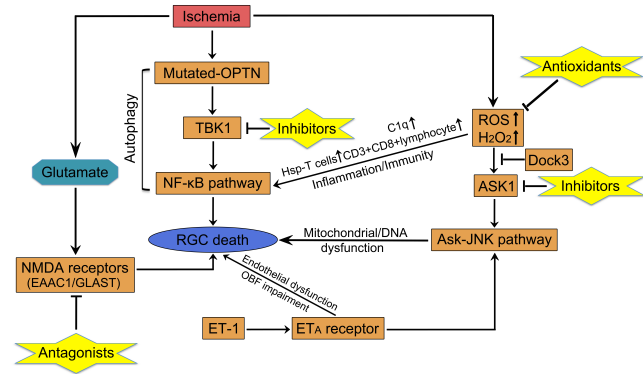 Ischemia
Mutated-OPTN
Antioxidants
Autophagy
TBK1
Inhibitors
C1q↑
ROS↑
H2O2↑
Hsp-T cells↑CD3+CD8+lymphocyte↑
Inflammation/Immunity
Dock3
Glutamate
NF-κB pathway
ASK1
Inhibitors
RGC death
Mitochondrial/DNA
dysfunction
Ask-JNK pathway
NMDA receptors
(EAAC1/GLAST)
Endothelial dysfunction
OBF impairment
ET-1
ETA receptor
Antagonists